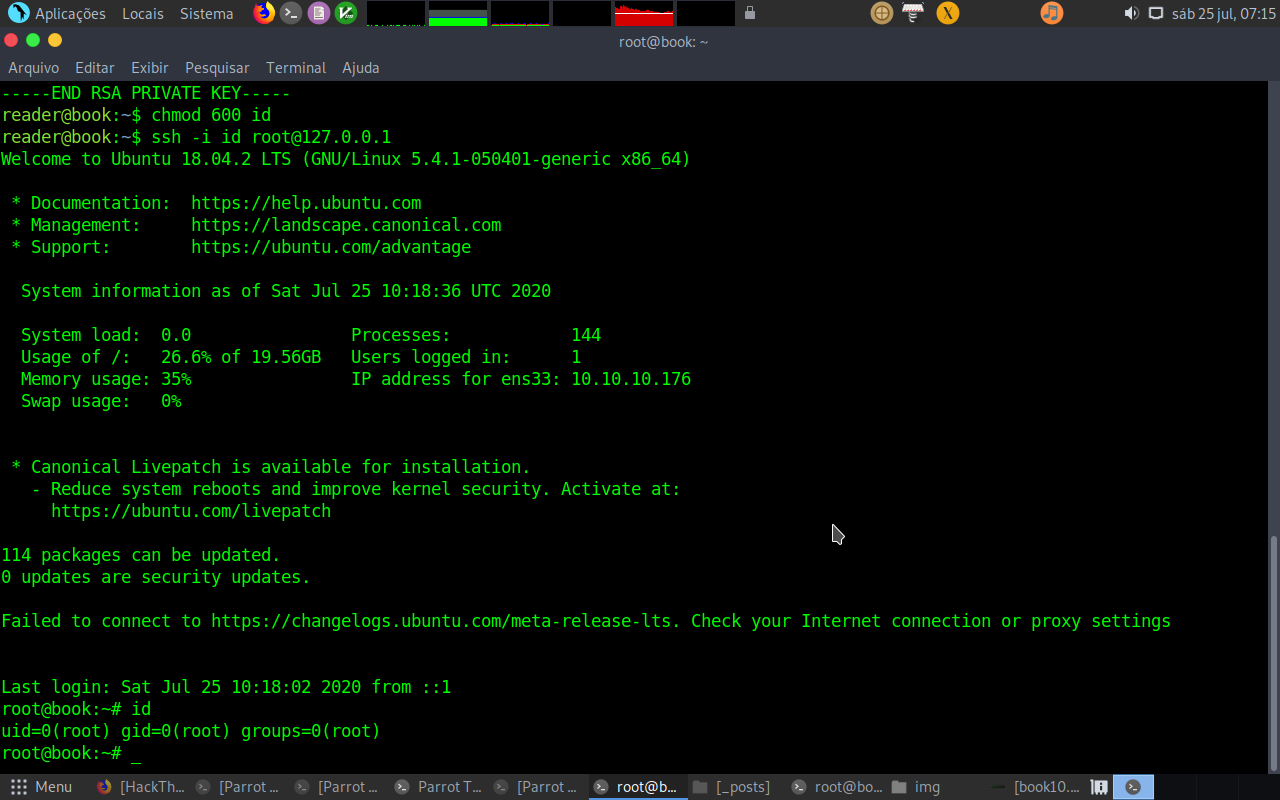 Aplicações Locais Sistema sáb 25 jul, 07:15
root@book: ~
Arquivo Editar Exibir Pesquisar Terminal Ajuda
-----END RSA PRIVATE KEY-----
reader@book:~$ chmod 600 id
reader@book:~$ ssh -i id root@127.0.0.1
Welcome to Ubuntu 18.04.2 LTS (GNU/Linux 5.4.1-050401-generic x86_64)
* Documentation: https://help.ubuntu.com
* Management: https://landscape.canonical.com
* Support: https://ubuntu.com/advantage
System information as of Sat Jul 25 10:18:36 UTC 2020
System load: 0.0 Processes: 144
Usage of /: 26.6% of 19.56GB Users logged in: 1
Memory usage: 35% IP address for ens33: 10.10.10.176
Swap usage: 0%
* Canonical Livepatch is available for installation.
- Reduce system reboots and improve kernel security. Activate at:
https://ubuntu.com/livepatch
114 packages can be updated.
0 updates are security updates.
Failed to connect to https://changelogs.ubuntu.com/meta-release-lts. Check your Internet connection or proxy settings
Last login: Sat Jul 25 10:18:02 2020 from ::1
root@book:~# id
uid=0(root) gid=0(root) groups=0(root)
root@book:~# _
Menu [HackTh... [Parrot ... [Parrot ... Parrot T... [Parrot ... root@b... [_posts] root@bo... img [book10....